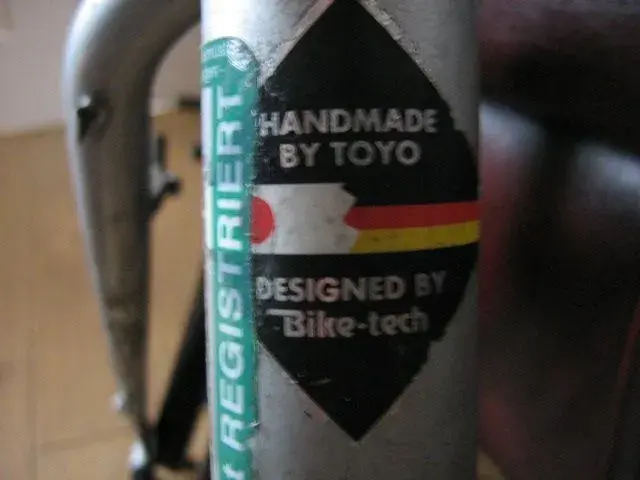 HANDMADE
BY TOYO
DESIGNED BY
Bike-tech
REGISTRIERT